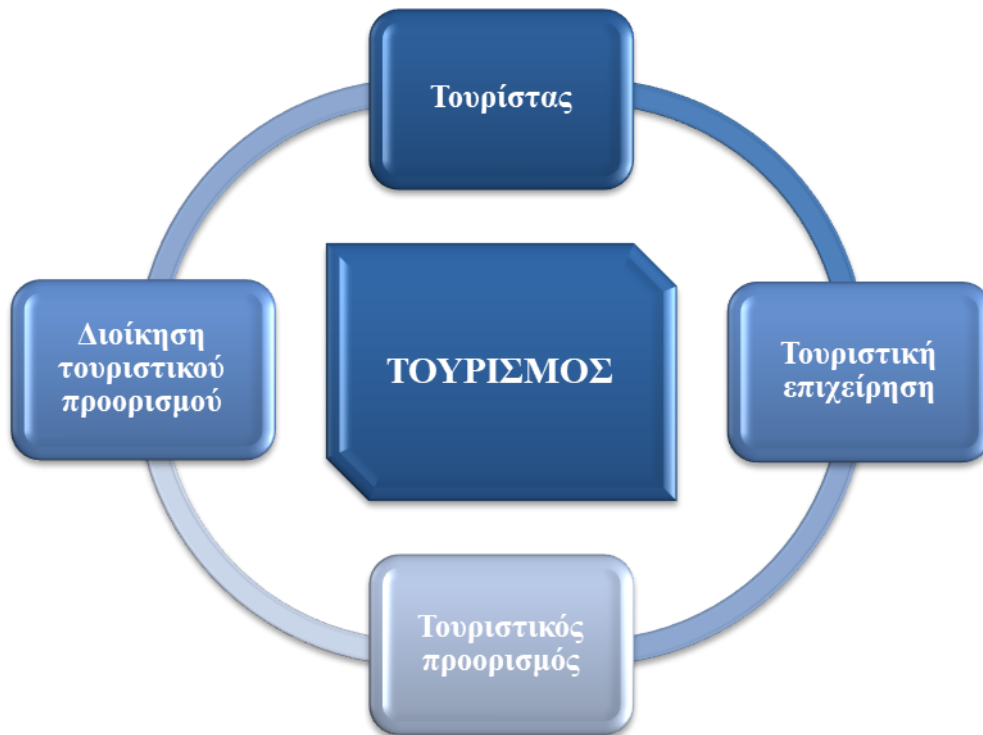 Τουρίστας
Διοίκηση
τουριστικού
προορισμού
ΤΟΥΡΙΣΜΟΣ
Τουριστική
επιχείρηση
Τουριστικός
προορισμός